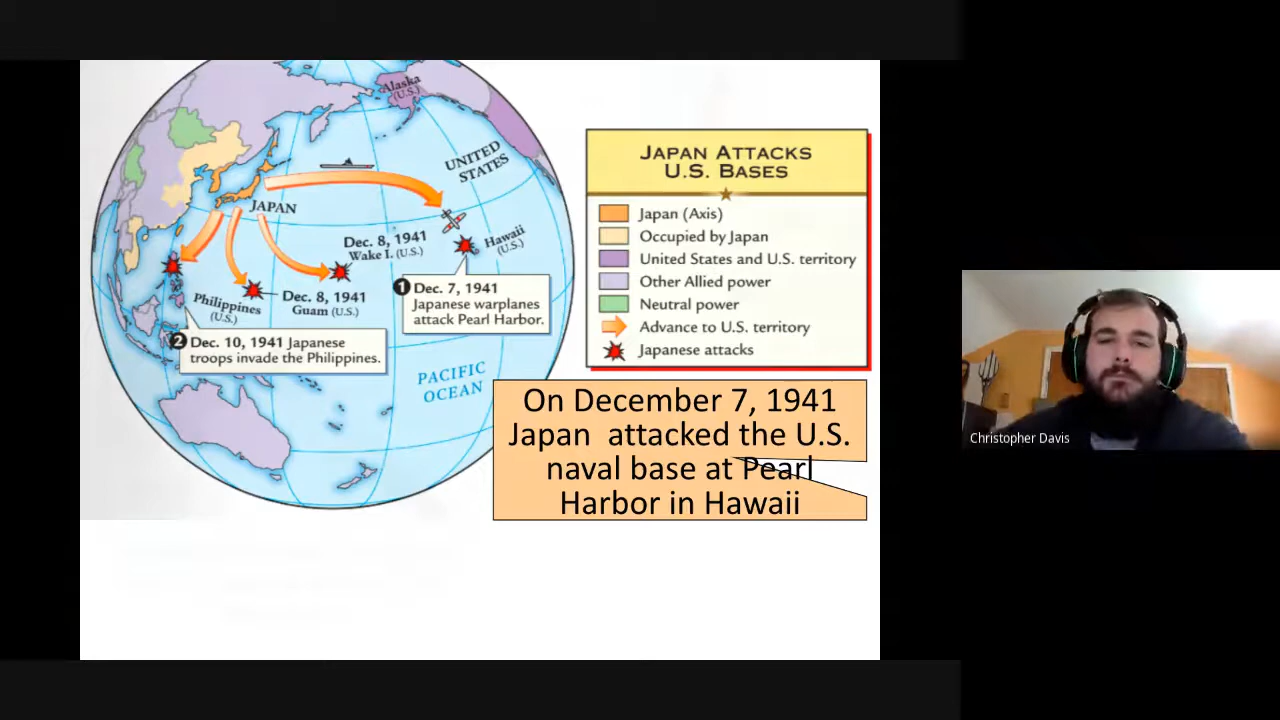 Alaska
(U.S.)
UNITED
STATES
JAPAN
Dec. 8, 1941
Wake I. (U.S.)
Hawaii
(U.S.)
Philippines
(U.S.)
Dec. 8, 1941
Guam (U.S.)
1 Dec. 7, 1941
Japanese warplanes
attack Pearl Harbor.
2 Dec. 10, 1941 Japanese
troops invade the Philippines.
PACIFIC
OCEAN
JAPAN ATTACKS
U.S. BASES
Japan (Axis)
Occupied by Japan
United States and U.S. territory
Other Allied power
Neutral power
Advance to U.S. territory
Japanese attacks
On December 7, 1941
Japan attacked the U.S.
naval base at Pearl
Harbor in Hawaii
Christopher Davis